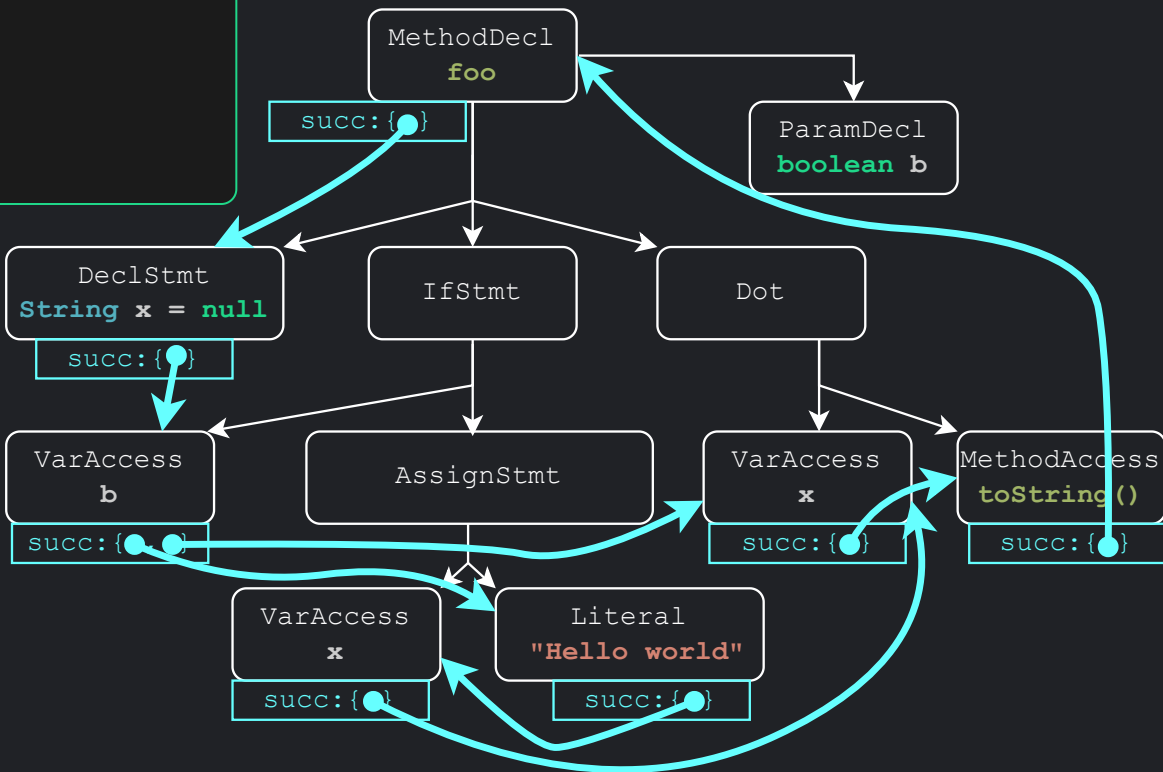 MethodDecl
foo
succ:{ }
ParamDecl
boolean b
DeclStmt
String x = null
succ:{ }
IfStmt
Dot
VarAccess
b
succ:{ , }
AssignStmt
VarAccess
x
succ:{ }
MethodAccess
toString()
succ:{ }
VarAccess
x
succ:{ }
Literal
"Hello world"
succ:{ }